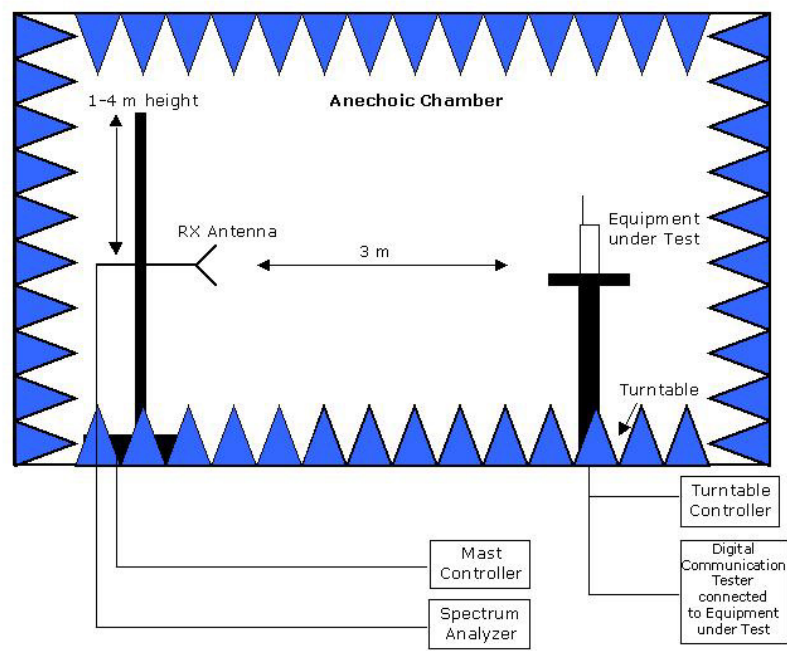 1-4 m height
Anechoic Chamber
RX Antenna
3 m
Equipment
under Test
Turntable
Turntable
Controller
Mast
Controller
Digital
Communication
Tester
connected
to Equipment
under Test
Spectrum
Analyzer